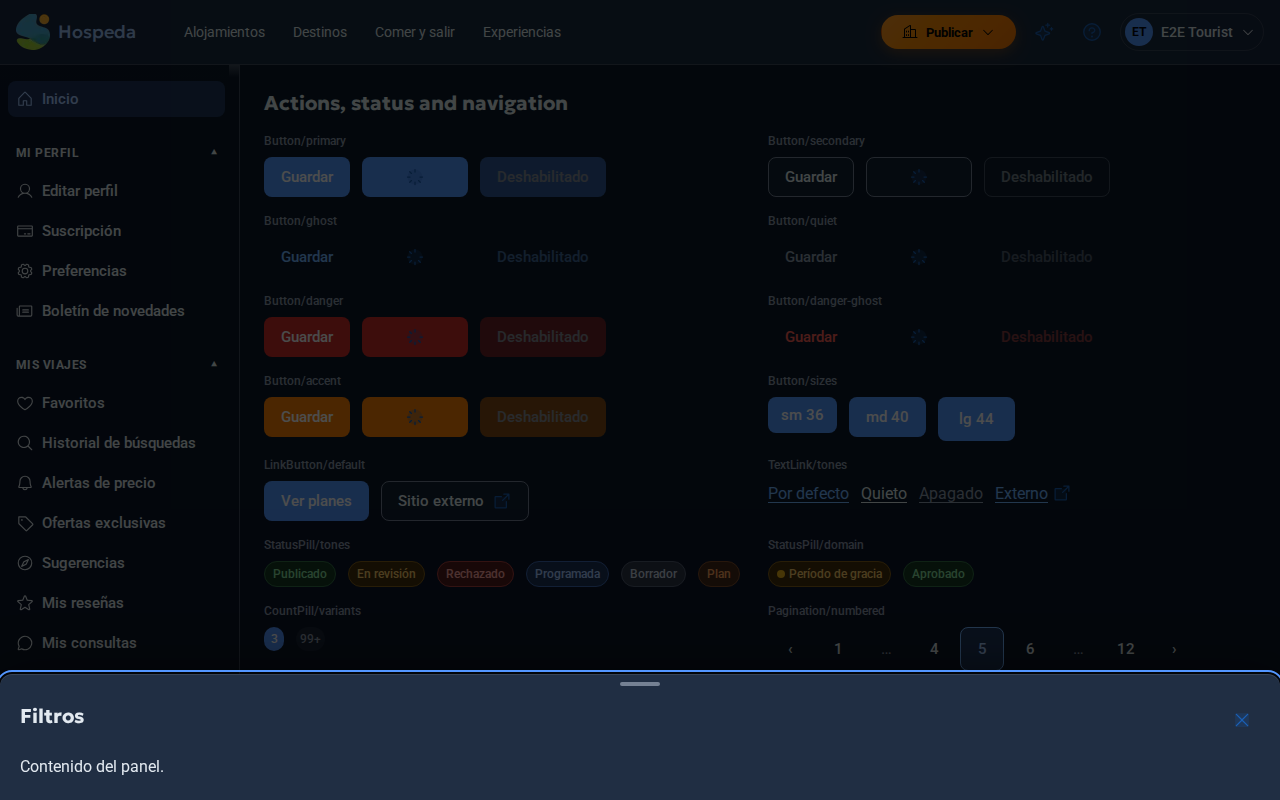 Hospeda
Alojamientos
Destinos
Comer y salir
Experiencias
Publicar
ET
E2E Tourist
Inicio
MI PERFIL
Editar perfil
Suscripción
Preferencias
Boletín de novedades
MIS VIAJES
Favoritos
Historial de búsquedas
Alertas de precio
Ofertas exclusivas
Sugerencias
Mis reseñas
Mis consultas
Actions, status and navigation
Button/primary
Guardar
Deshabilitado
Button/secondary
Guardar
Deshabilitado
Button/ghost
Guardar
Deshabilitado
Button/quiet
Guardar
Deshabilitado
Button/danger
Guardar
Deshabilitado
Button/danger-ghost
Guardar
Deshabilitado
Button/accent
Guardar
Deshabilitado
Button/sizes
sm 36
md 40
lg 44
LinkButton/default
Ver planes
Sitio externo
TextLink/tones
Por defecto
Quieto
Apagado
Externo
StatusPill/tones
Publicado
En revisión
Rechazado
Programada
Borrador
Plan
StatusPill/domain
Período de gracia
Aprobado
CountPill/variants
3
99+
Pagination/numbered
‹ 1 … 4 5 6 … 12 ›
Filtros
Contenido del panel.